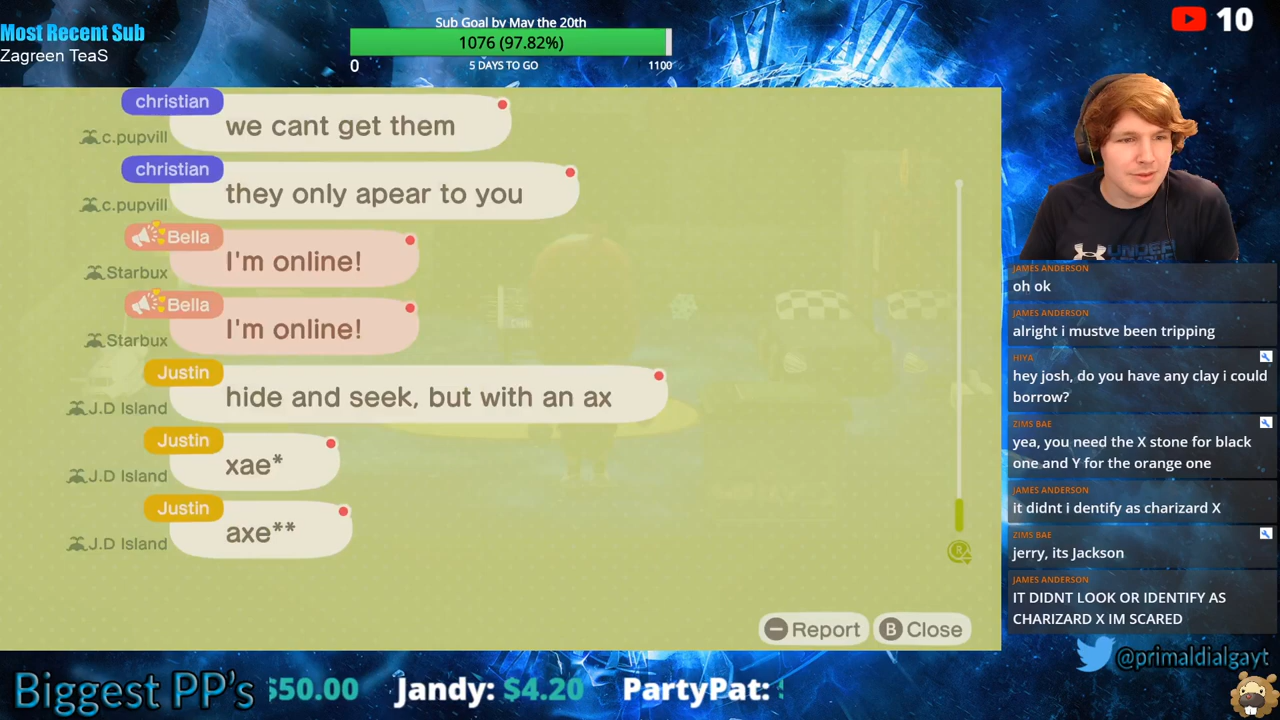 Most Recent Sub
Zagreen TeaS
Sub Goal by May the 20th
1076 (97.82%)
0
5 DAYS TO GO
1100
10
christian
c.pupvill
we cant get them
christian
c.pupvill
they only apear to you
Bella
Starbux
I'm online!
Bella
Starbux
I'm online!
Justin
J.D Island
hide and seek, but with an ax
Justin
J.D Island
xae*
Justin
J.D Island
axe**
R
Report
B Close
UNDER
JAMES ANDERSON
oh ok
JAMES ANDERSON
alright i mustve been tripping
HIYA
hey josh, do you have any clay i could
borrow?
ZIMS BAE
yea, you need the X stone for black
one and Y for the orange one
JAMES ANDERSON
it didnt i dentify as charizard X
ZIMS BAE
jerry, its Jackson
JAMES ANDERSON
IT DIDNT LOOK OR IDENTIFY AS
CHARIZARD X IM SCARED
@primaldialgayt
Biggest PP's $50.00 Jandy: $4.20 PartyPat: